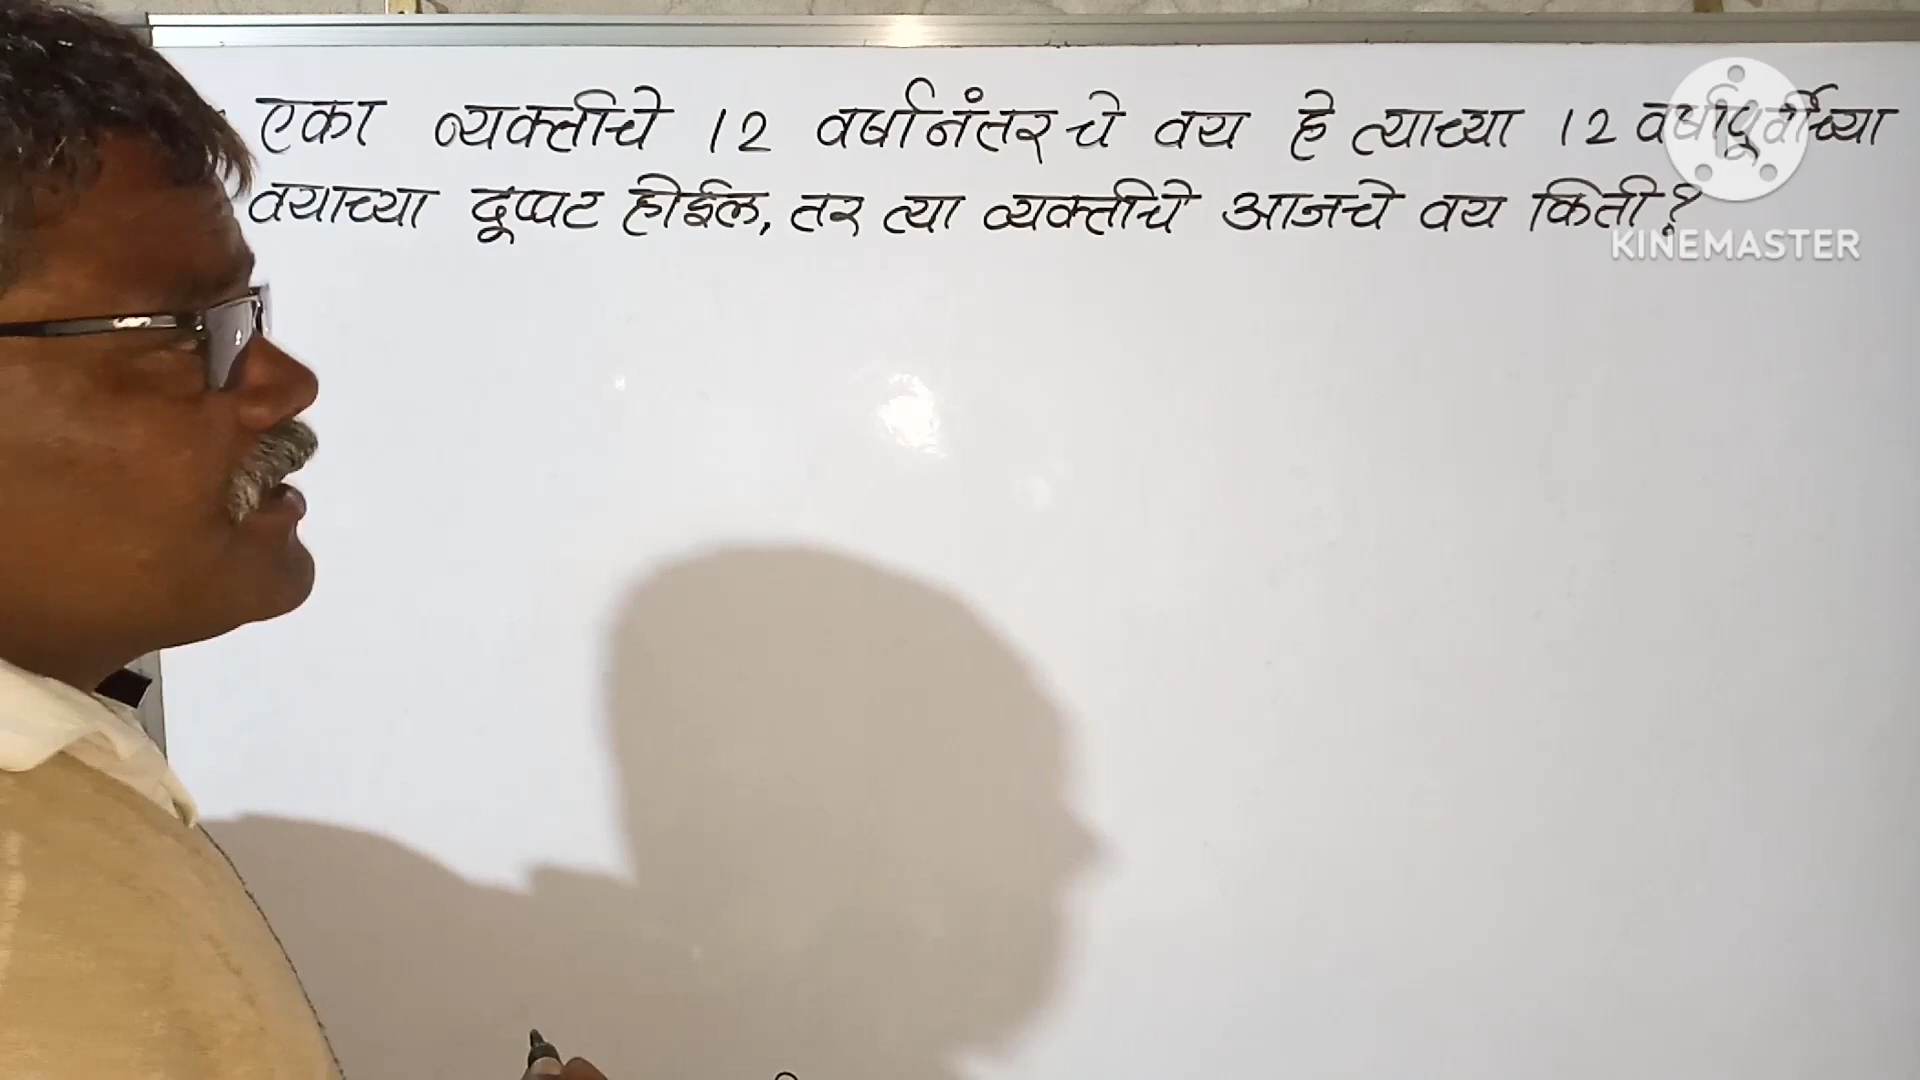 एका व्यक्तीचे 12 वर्षानंतरचे वय हे त्याच्या 12 वर्षापूर्वीच्या
वयाच्या दूप्पट होईल, तर त्या व्यक्तीचे आजचे वय किती?
KINEMASTER